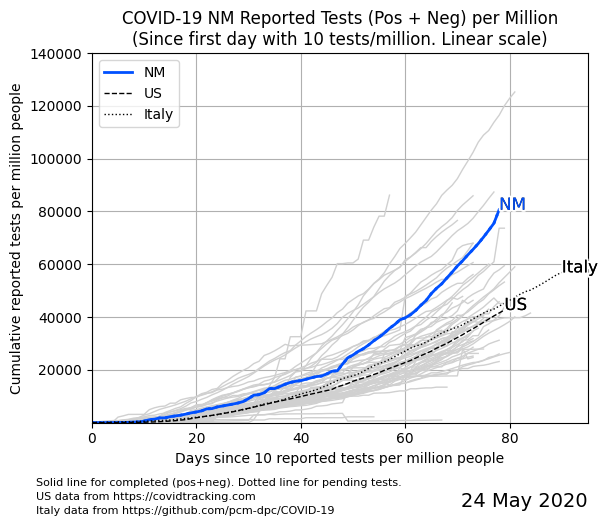 COVID-19 NM Reported Tests (Pos + Neg) per Million
(Since first day with 10 tests/million. Linear scale)
Cumulative reported tests per million people
140000
120000
100000
80000
60000
40000
20000
NM
US
Italy
NM
Italy
US
0 20 40 60 80
Days since 10 reported tests per million people
Solid line for completed (pos+neg). Dotted line for pending tests.
US data from https://covidtracking.com
Italy data from https://github.com/pcm-dpc/COVID-19
24 May 2020